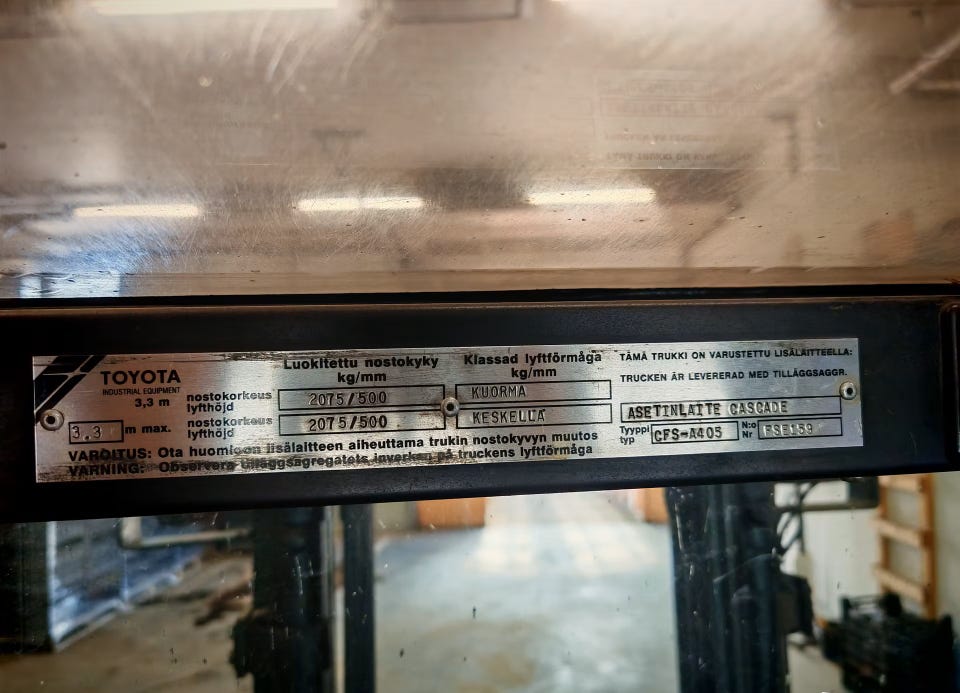 TOYOTA
INDUSTRIAL EQUIPMENT
3,3 m
3.3 m max.
Luokitettu nostokyky
kg/mm
Klassad lyftförmåga
kg/mm
nostokorkeus
lyfthöjd
2075/500
KUORMA
nostokorkeus
lyfthöjd
2075/500
KESKELLÄ
VAROITUS: Ota huomioon lisälaitteen aiheuttama trukin nostokyvyn muutos
VARNING: Observera tilläggsagregatets inverkan på truckens lyftförmåga
TÄMÄ TRUKKI ON VARUSTETTU LISÄLAITTEELLA:
TRUCKEN ÄR LEVERERAD MED TILLÄGGSAGGR.
ASETINLAITE CASCADE
Tyyppi
typ
CFS-A405
N:o
Nr
FSE159